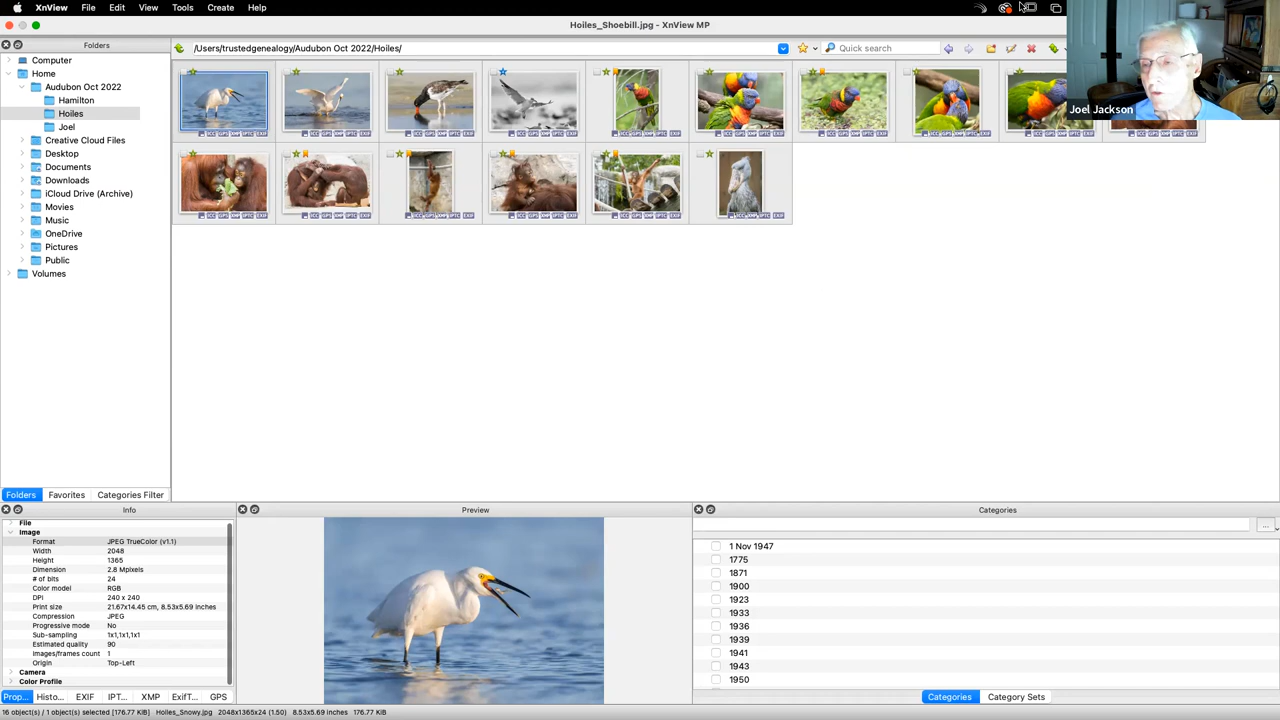 XnView File Edit View Tools Create Help
Hoiles_Shoebill.jpg - XnView MP
Folders
/Users/trustedgenealogy/Audubon Oct 2022/Hoiles/
Quick search
Computer
Home
Audubon Oct 2022
Hamilton
Hoiles
Joel
Creative Cloud Files
Desktop
Documents
Downloads
iCloud Drive (Archive)
Movies
Music
OneDrive
Pictures
Public
Volumes
Joel Jackson
Folders Favorites Categories Filter
Info
File
Image
Format JPEG TrueColor (v1.1)
Width 2048
Height 1365
Dimension 2.8 Mpixels
# of bits 24
Color model RGB
DPI 240 x 240
Print size 21.67x14.45 cm, 8.53x5.69 inches
Compression JPEG
Progressive mode No
Sub-sampling 1x1,1x1,1x1
Estimated quality 90
Images/frames count 1
Origin Top-Left
Camera
Color Profile
Prop... Histo... EXIF IPT... XMP ExifT... GPS
Preview
Categories
...
1 Nov 1947
1775
1871
1900
1923
1933
1936
1939
1941
1943
1950
Categories Category Sets
16 object(s) / 1 object(s) selected [176.77 KiB] Hoiles_Snowy.jpg 2048x1365x24 (1.50) 8.53x5.69 inches 176.77 KiB